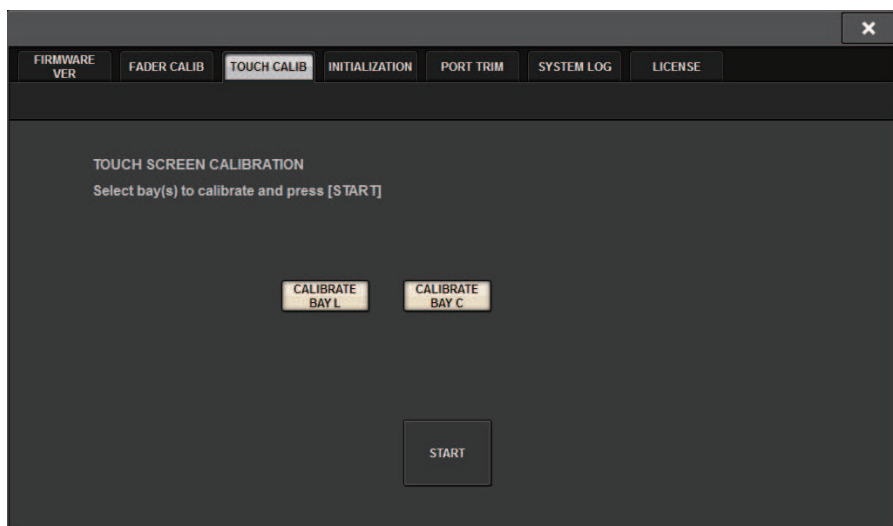 FIRMWARE
VER
FADER CALIB
TOUCH CALIB
INITIALIZATION
PORT TRIM
SYSTEM LOG
LICENSE
TOUCH SCREEN CALIBRATION
Select bay(s) to calibrate and press [START]
CALIBRATE
BAY L
CALIBRATE
BAY C
START